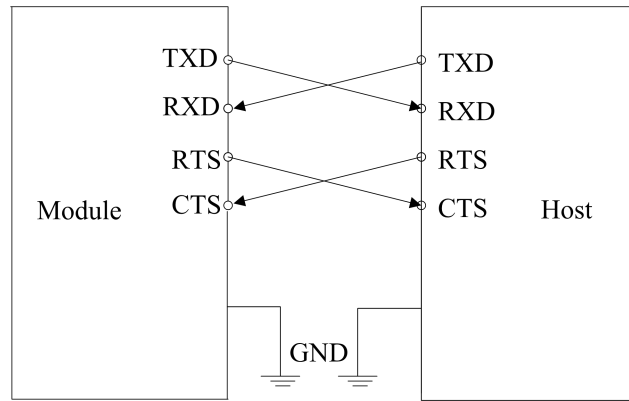 TXD
RXD
RTS
CTS
Module
TXD
RXD
RTS
CTS
Host
GND